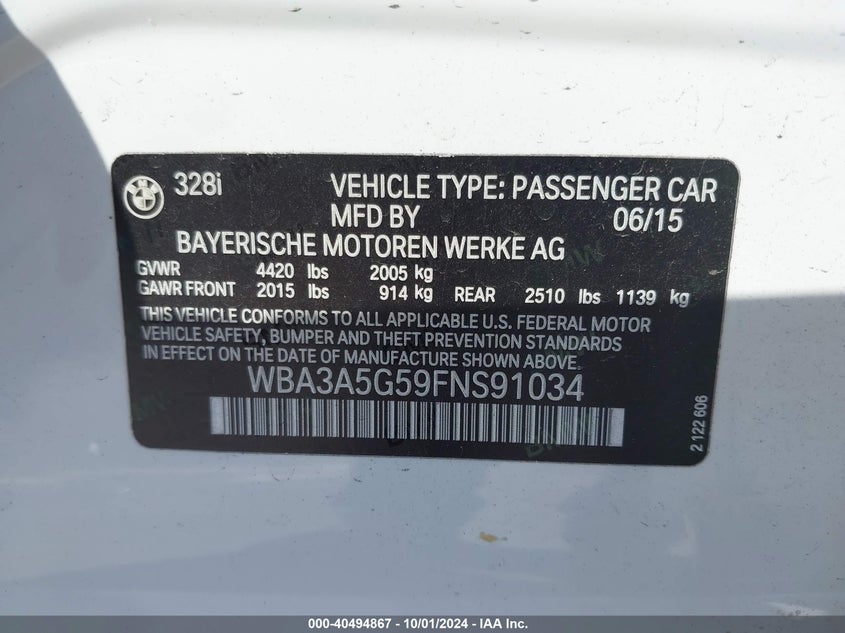 328i VEHICLE TYPE: PASSENGER CAR
MFD BY 06/15
BAYERISCHE MOTOREN WERKE AG
GVWR 4420 lbs 2005 kg
GAWR FRONT 2015 lbs 914 kg REAR 2510 lbs 1139 kg
THIS VEHICLE CONFORMS TO ALL APPLICABLE U.S. FEDERAL MOTOR
VEHICLE SAFETY, BUMPER AND THEFT PREVENTION STANDARDS
IN EFFECT ON THE DATE OF MANUFACTURE SHOWN ABOVE.
WBA3A5G59FNS91034
2 122 606
000-40494867 - 10/01/2024 - IAA Inc.